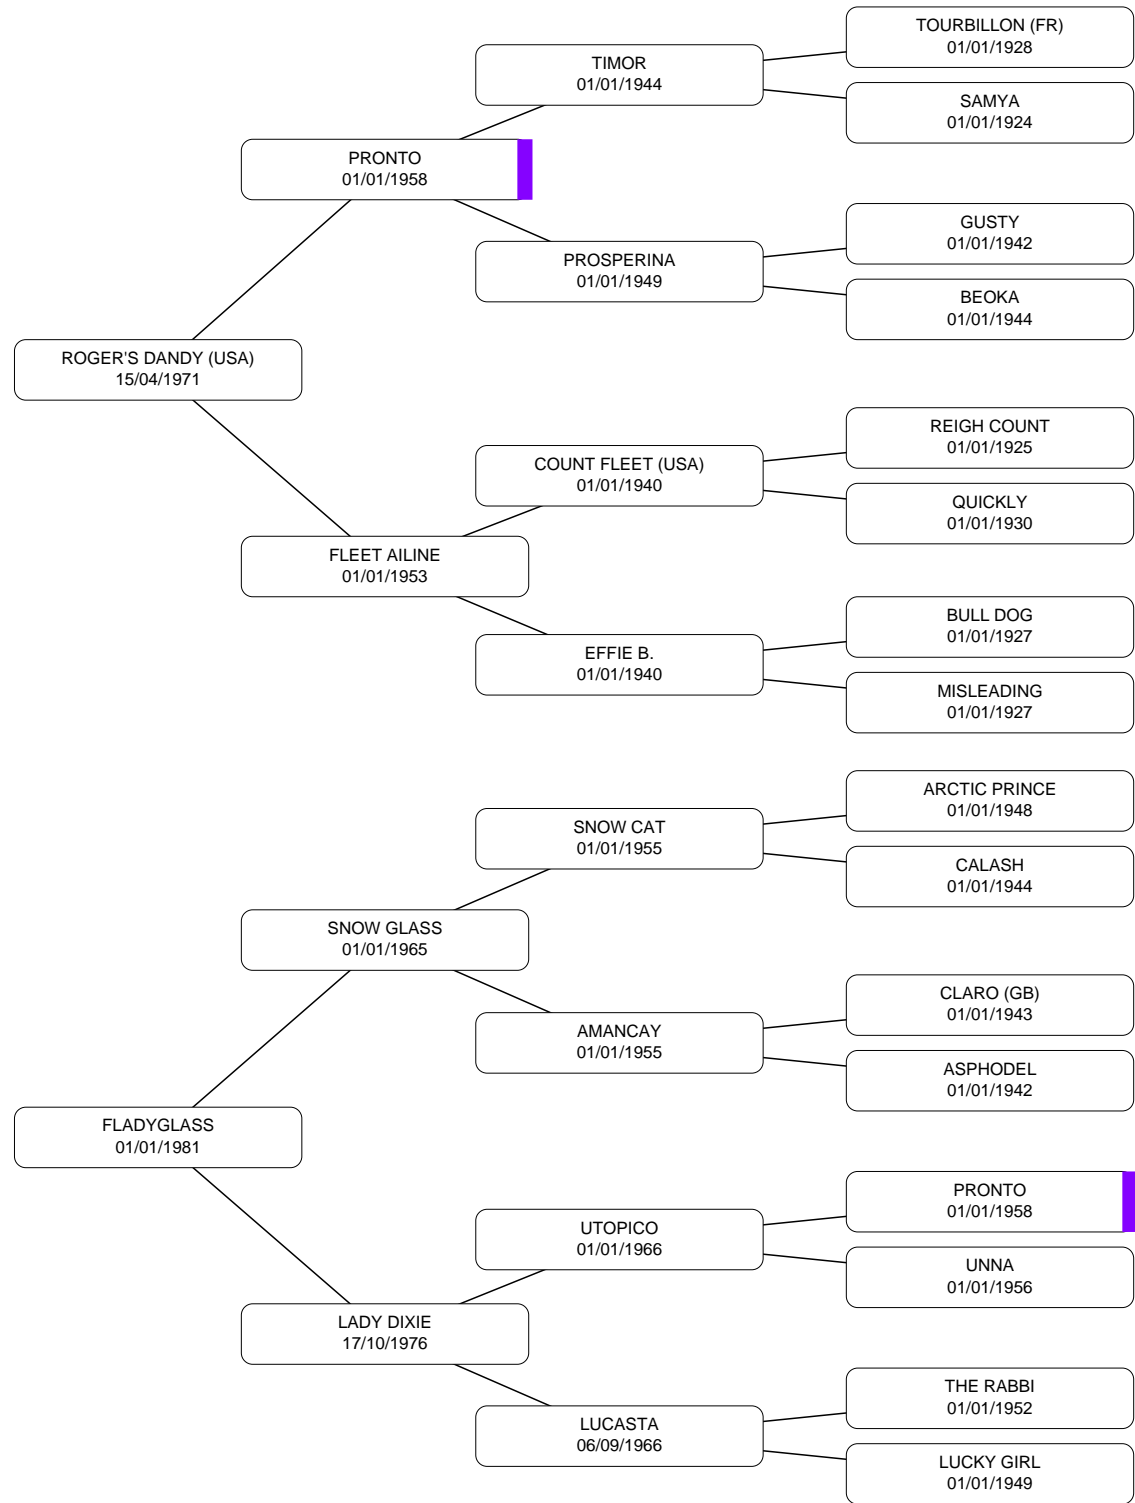 TOURBILLON (FR)
01/01/1928
TIMOR
01/01/1944
SAMYA
01/01/1924
PRONTO
01/01/1958
GUSTY
01/01/1942
PROSPERINA
01/01/1949
BEOKA
01/01/1944
ROGER'S DANDY (USA)
15/04/1971
REIGH COUNT
01/01/1925
COUNT FLEET (USA)
01/01/1940
QUICKLY
01/01/1930
FLEET AILINE
01/01/1953
BULL DOG
01/01/1927
EFFIE B.
01/01/1940
MISLEADING
01/01/1927
ARCTIC PRINCE
01/01/1948
SNOW CAT
01/01/1955
CALASH
01/01/1944
SNOW GLASS
01/01/1965
CLARO (GB)
01/01/1943
AMANCAY
01/01/1955
ASPHODEL
01/01/1942
FLADYGLASS
01/01/1981
PRONTO
01/01/1958
UTOPICO
01/01/1966
UNNA
01/01/1956
LADY DIXIE
17/10/1976
THE RABBI
01/01/1952
LUCASTA
06/09/1966
LUCKY GIRL
01/01/1949